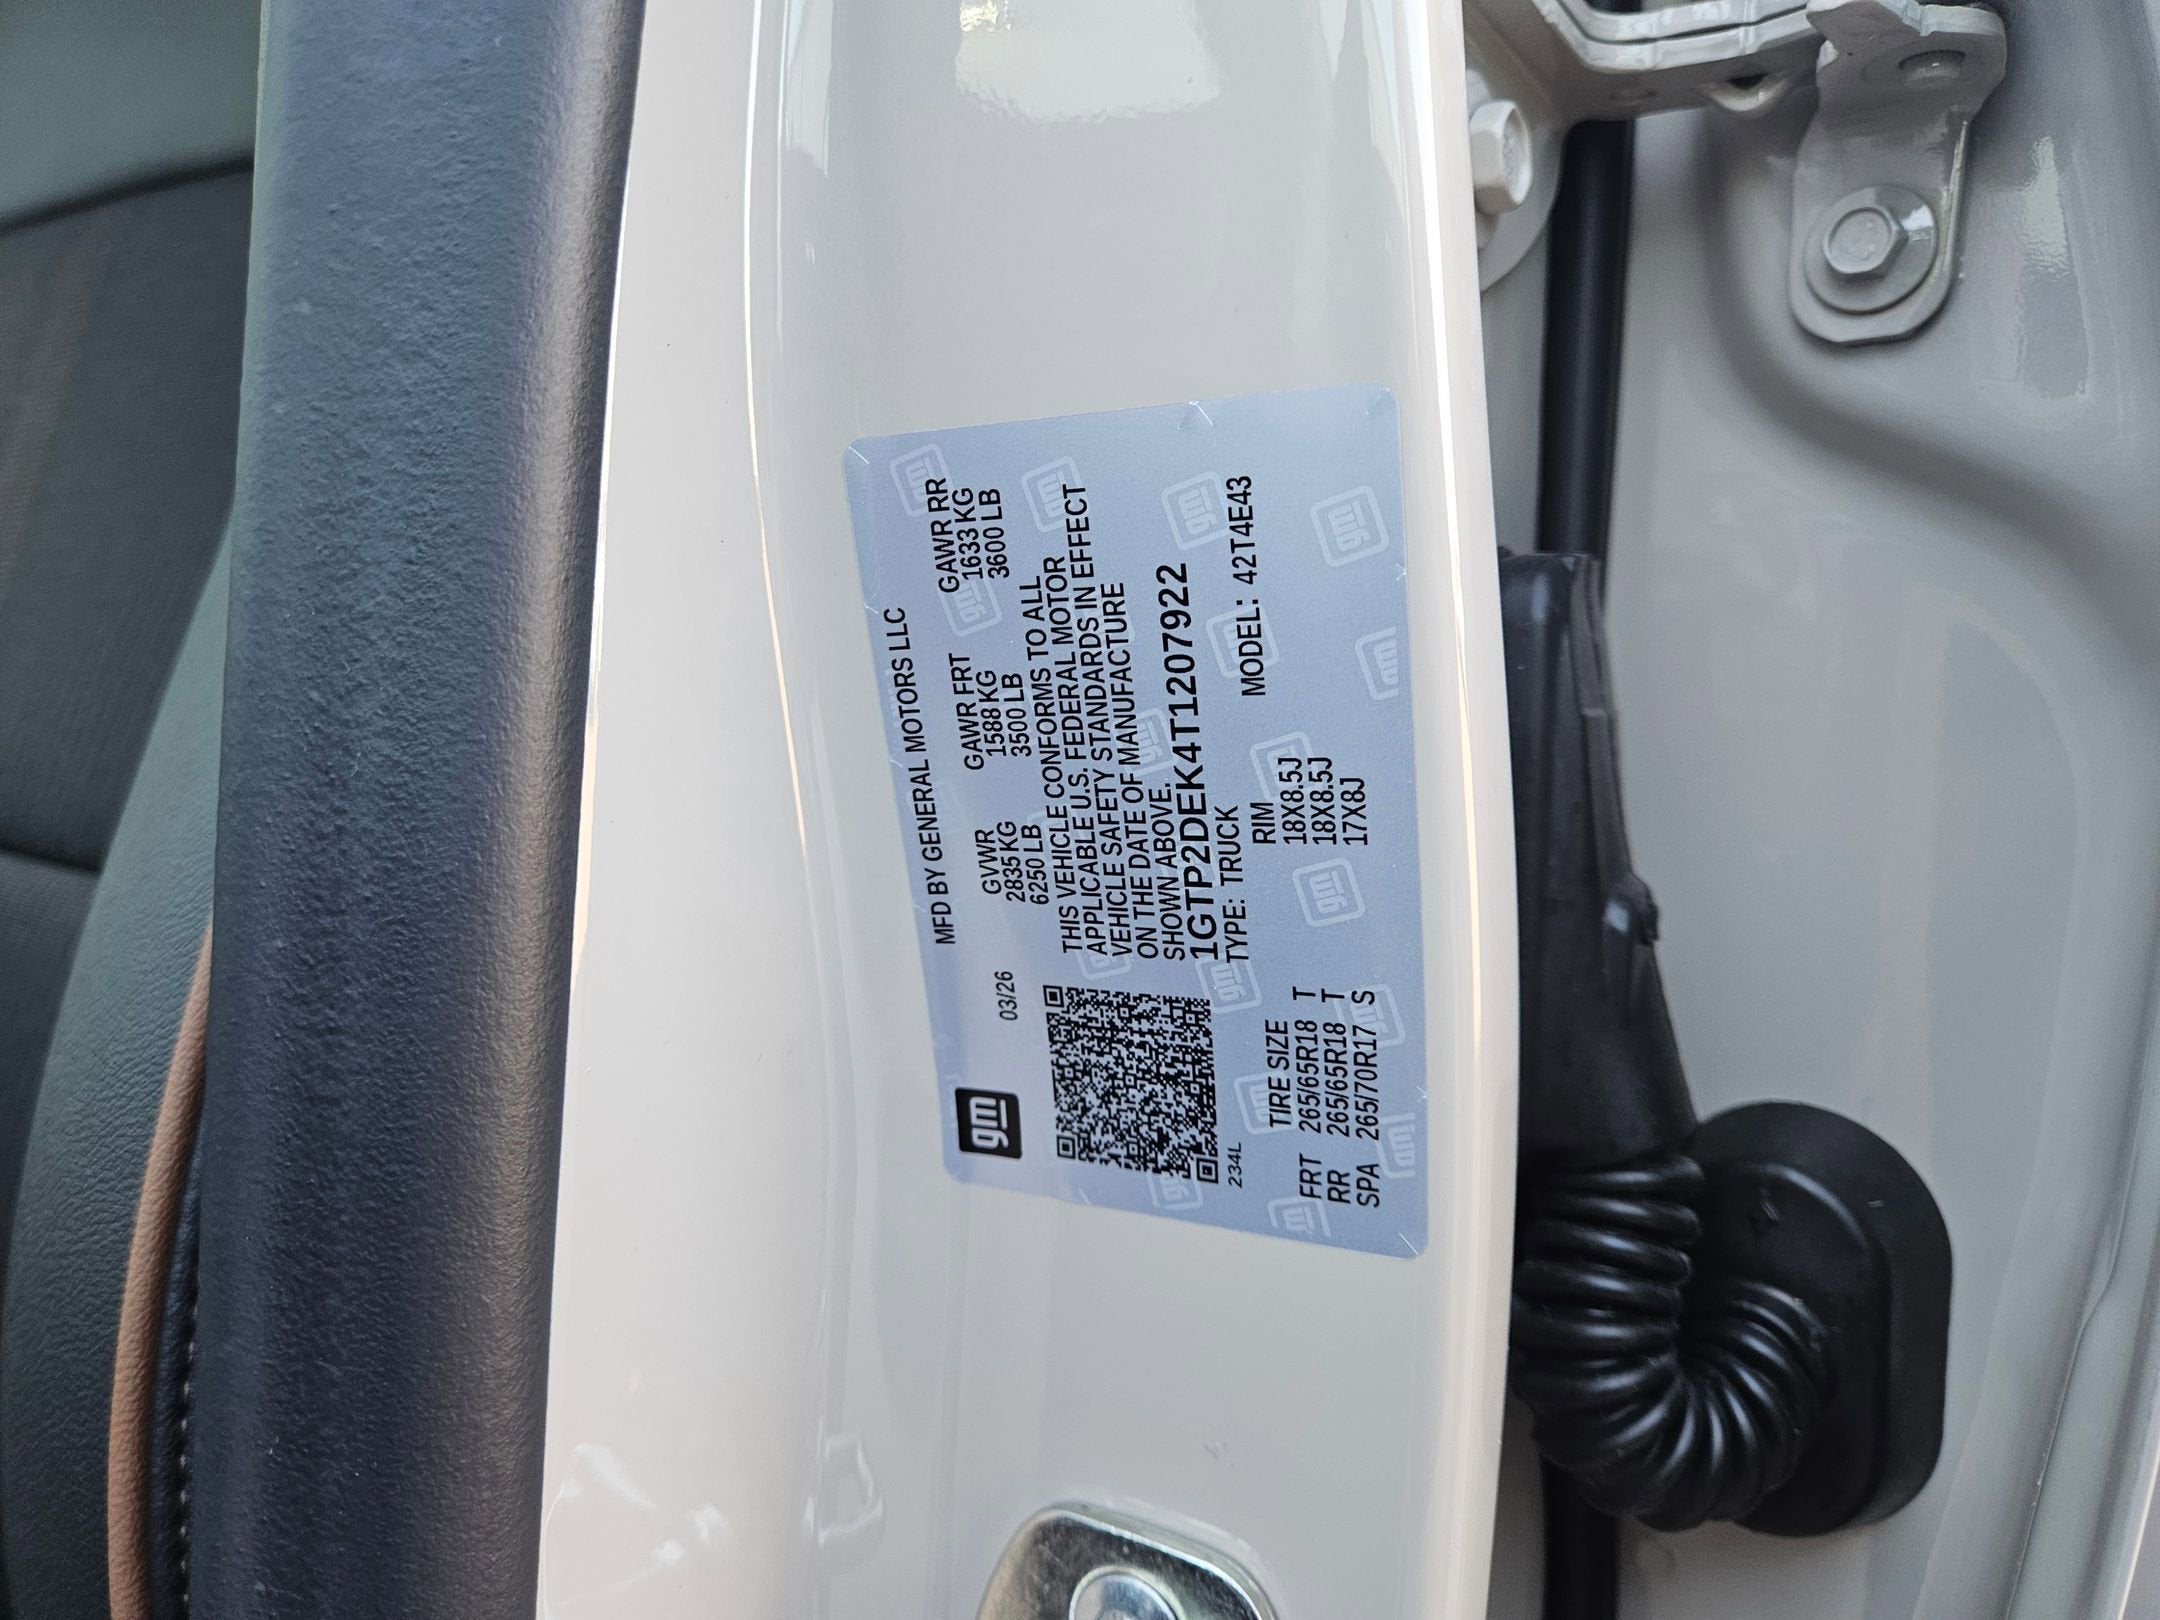 gm
MFD BY GENERAL MOTORS LLC
03/26
GVWR GAWR FRT GAWR RR
2835 KG 1588 KG 1633 KG
6250 LB 3500 LB 3600 LB
THIS VEHICLE CONFORMS TO ALL
APPLICABLE U.S. FEDERAL MOTOR
VEHICLE SAFETY STANDARDS IN EFFECT
ON THE DATE OF MANUFACTURE
SHOWN ABOVE.
1GTP2DEK4T1207922
TYPE: TRUCK MODEL: 42T4E43
234L
TIRE SIZE RIM
FRT 265/65R18 T 18X8.5J
RR 265/65R18 T 18X8.5J
SPA 265/70R17 S 17X8J